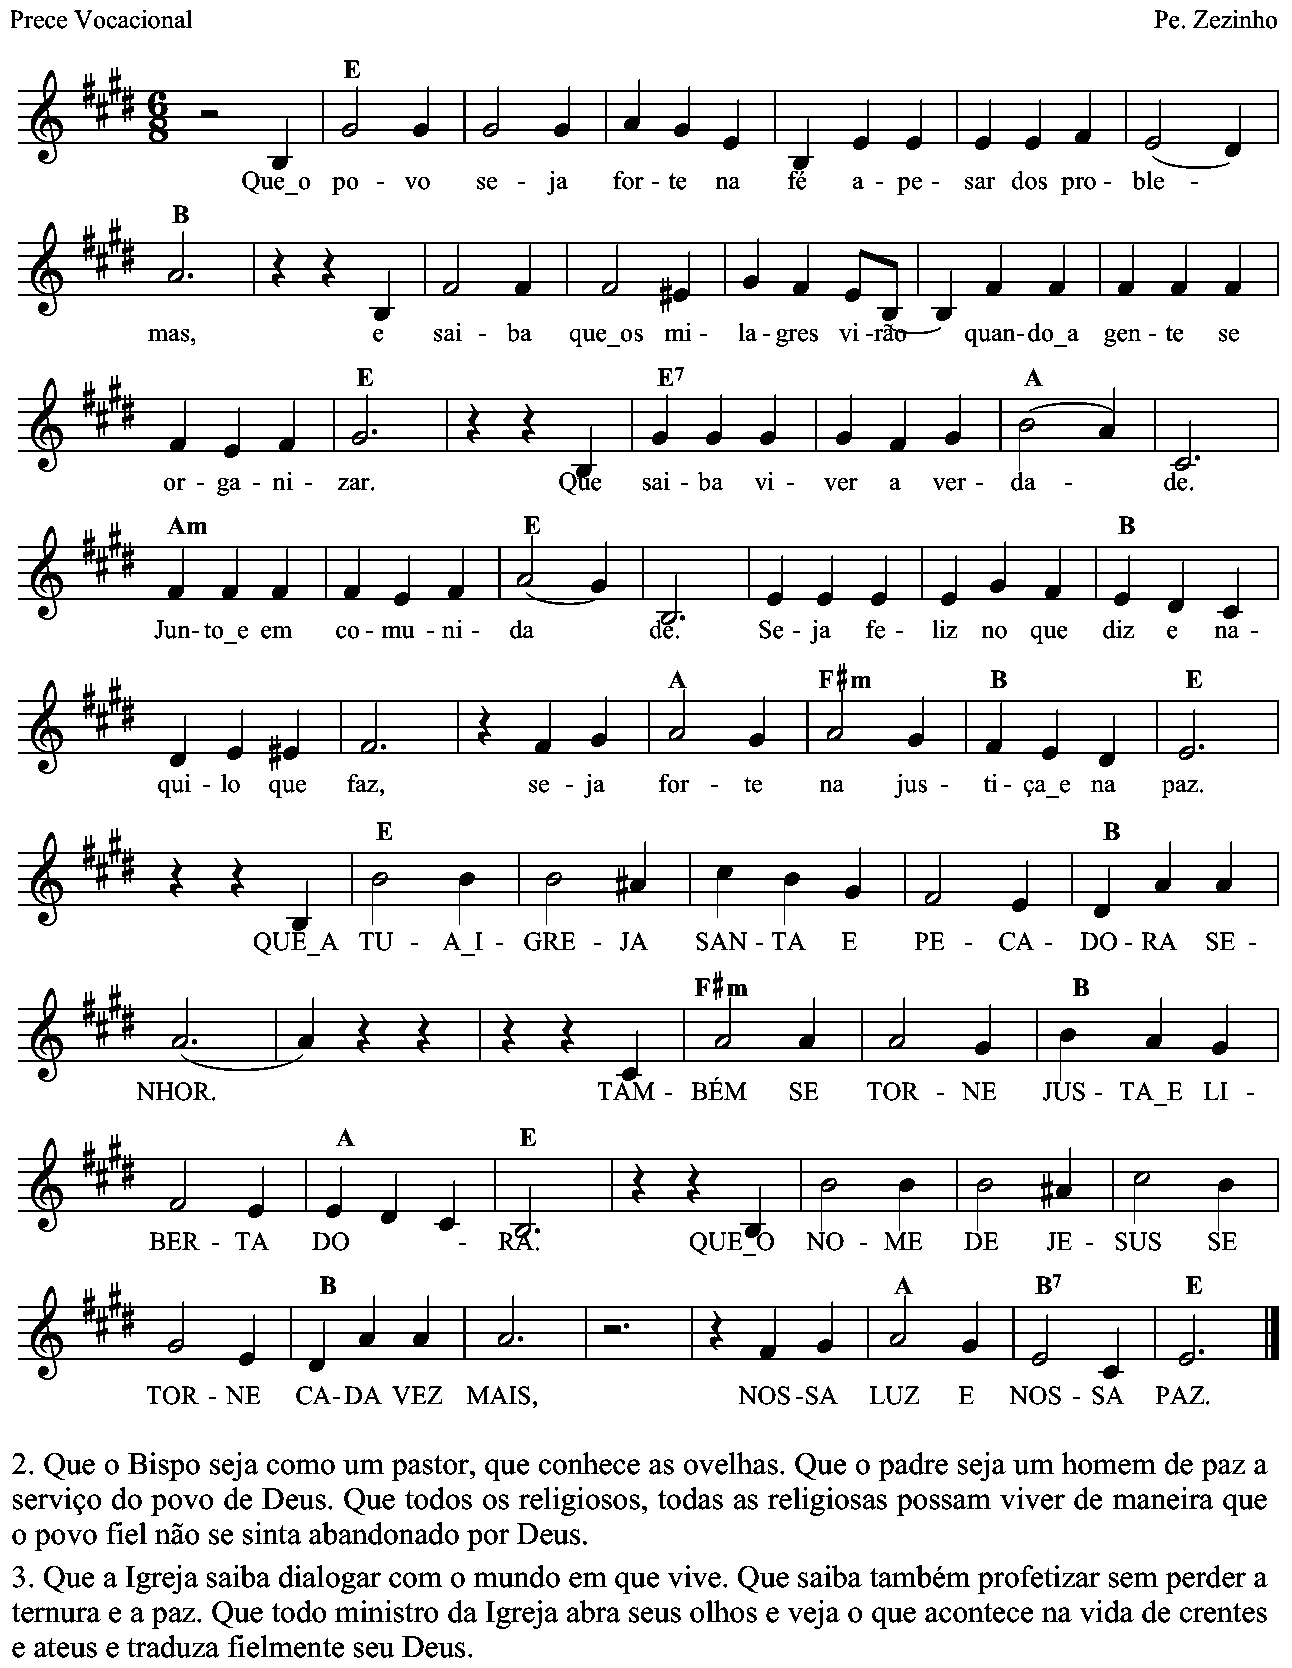 Prece Vocacional Pe. Zezinho
E
6
8
Que_o po - vo se - ja for - te na fé a - pe - sar dos pro - ble -
B
mas, e sai - ba que_os mi - la - gres vi - rão quan - do_a gen - te se
E E7 A
or - ga - ni - zar. Que sai - ba vi - ver a ver - da - de.
Am E B
Jun - to_e em co - mu - ni - da de. Se - ja fe - liz no que diz e na -
A F#m B E
qui - lo que faz, se - ja for - te na jus - ti - ça_e na paz.
E B
QUE_A TU - A_I - GRE - JA SAN - TA E PE - CA - DO - RA SE -
F#m B
NHOR. TAM - BÉM SE TOR - NE JUS - TA_E LI -
A E
BER - TA DO - RA. QUE_O NO - ME DE JE - SUS SE
B A B7 E
TOR - NE CA - DA VEZ MAIS, NOS - SA LUZ E NOS - SA PAZ.
2. Que o Bispo seja como um pastor, que conhece as ovelhas. Que o padre seja um homem de paz a
serviço do povo de Deus. Que todos os religiosos, todas as religiosas possam viver de maneira que
o povo fiel não se sinta abandonado por Deus.
3. Que a Igreja saiba dialogar com o mundo em que vive. Que saiba também profetizar sem perder a
ternura e a paz. Que todo ministro da Igreja abra seus olhos e veja o que acontece na vida de crentes
e ateus e traduza fielmente seu Deus.